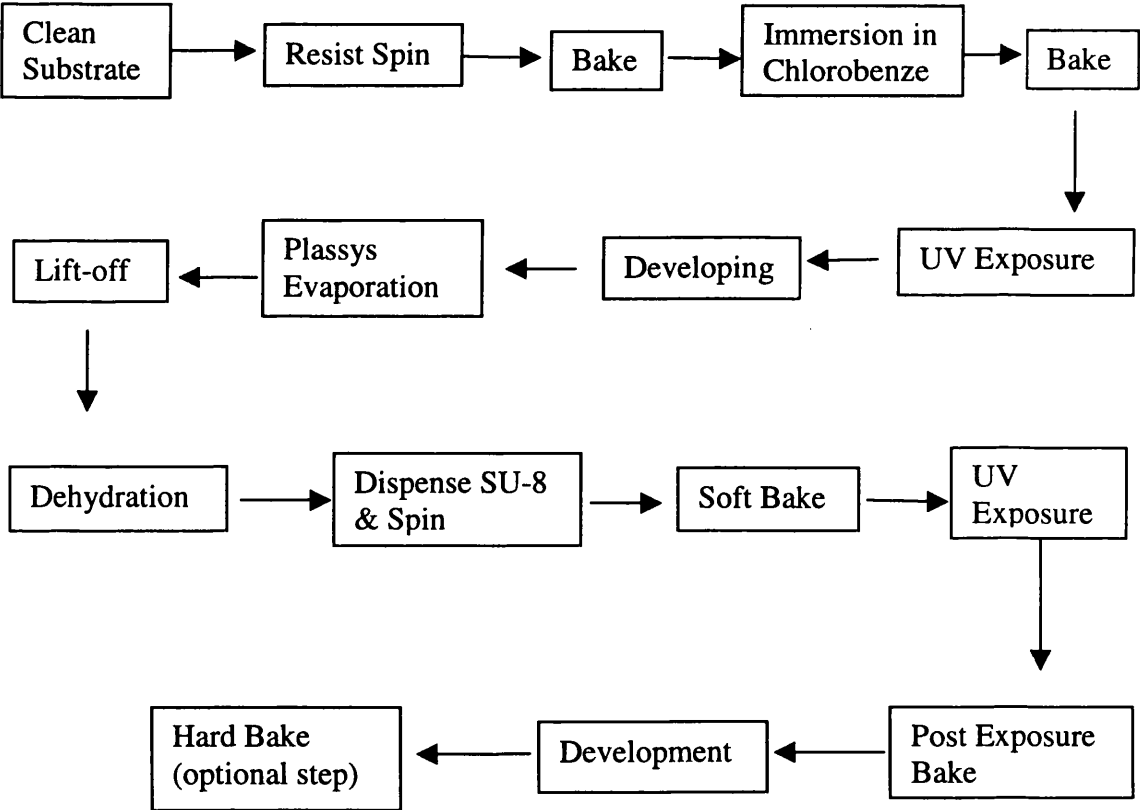 Clean
Substrate
Resist Spin
Bake
Immersion in
Chlorobenze
Bake
UV Exposure
Developing
Plassys
Evaporation
Lift-off
Dehydration
Dispense SU-8
& Spin
Soft Bake
UV
Exposure
Post Exposure
Bake
Development
Hard Bake
(optional step)